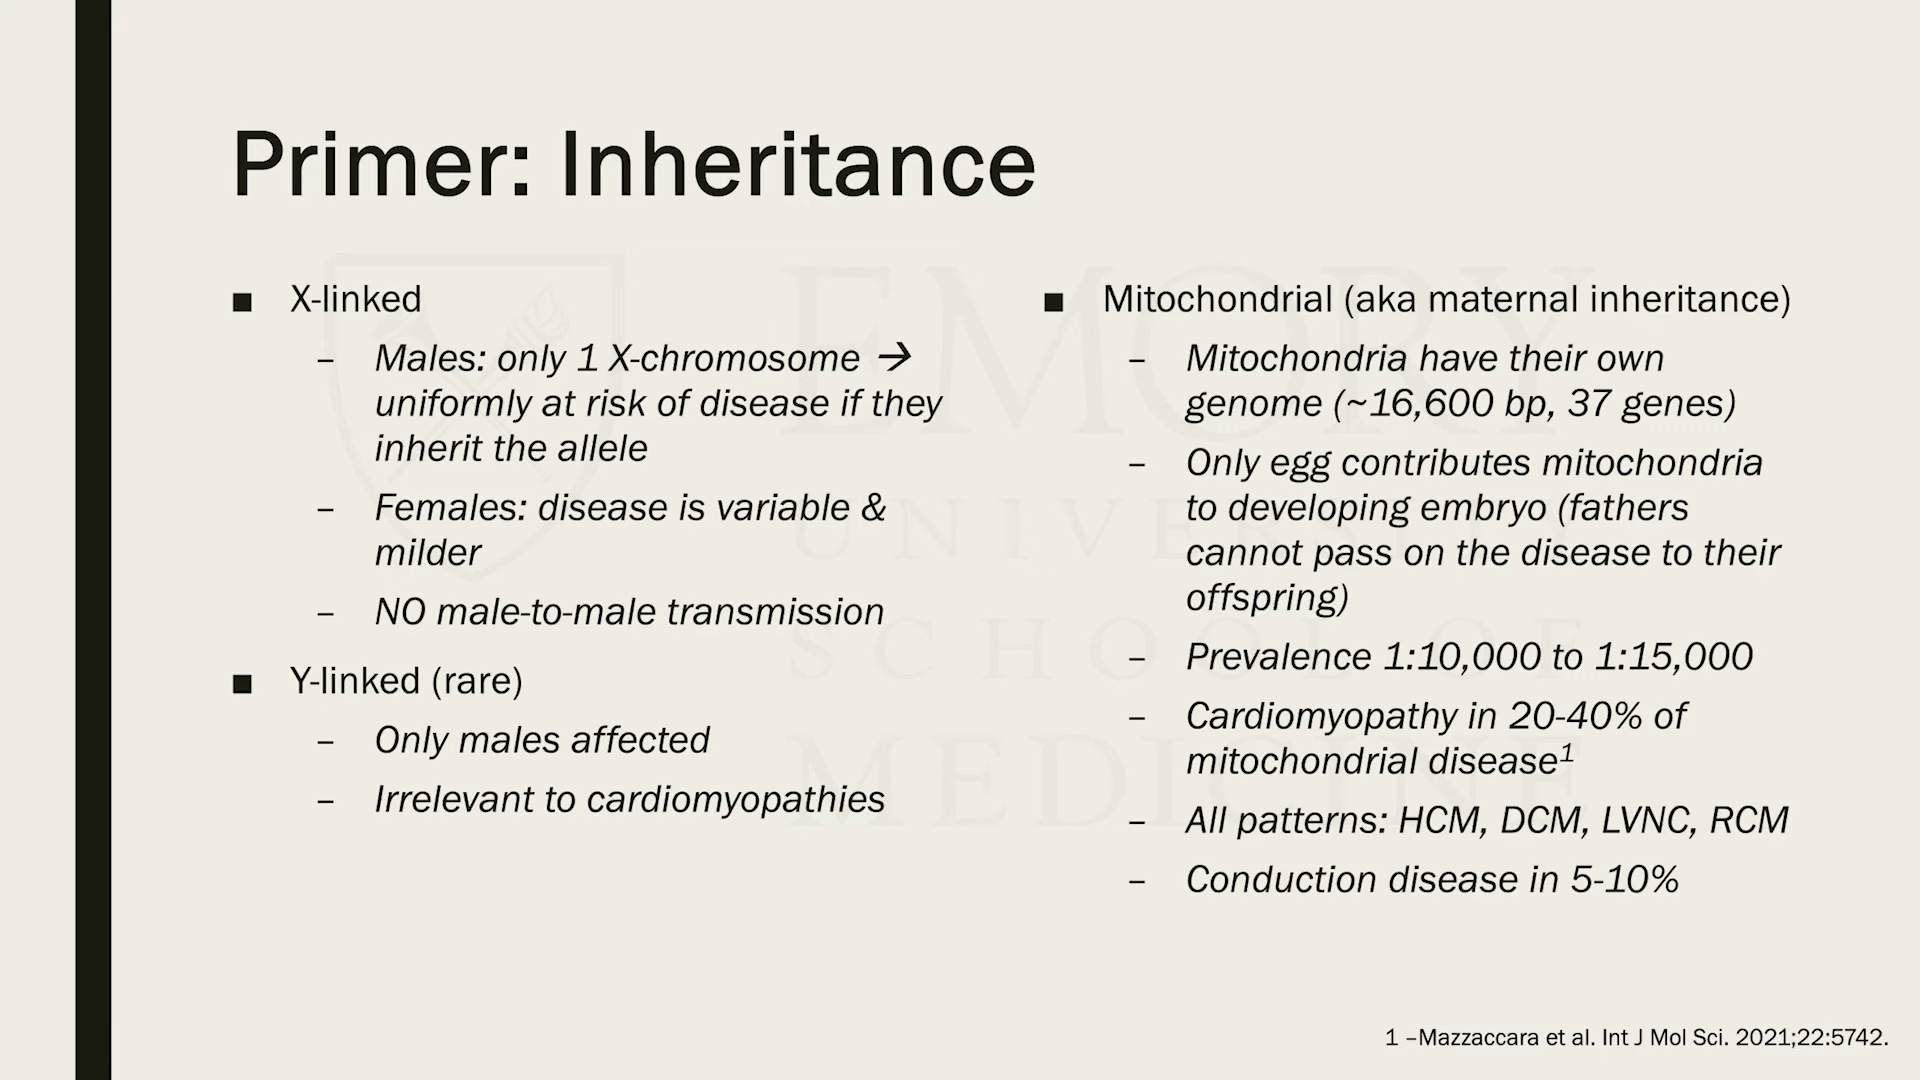 Primer: Inheritance
■ X-linked
– Males: only 1 X-chromosome →
uniformly at risk of disease if they
inherit the allele
– Females: disease is variable &
milder
– NO male-to-male transmission
■ Y-linked (rare)
– Only males affected
– Irrelevant to cardiomyopathies
■ Mitochondrial (aka maternal inheritance)
– Mitochondria have their own
genome (~16,600 bp, 37 genes)
– Only egg contributes mitochondria
to developing embryo (fathers
cannot pass on the disease to their
offspring)
– Prevalence 1:10,000 to 1:15,000
– Cardiomyopathy in 20-40% of
mitochondrial disease¹
– All patterns: HCM, DCM, LVNC, RCM
– Conduction disease in 5-10%
1 –Mazzaccara et al. Int J Mol Sci. 2021;22:5742.
EMORY
UNIVERSITY
SCHOOL OF
MEDICINE